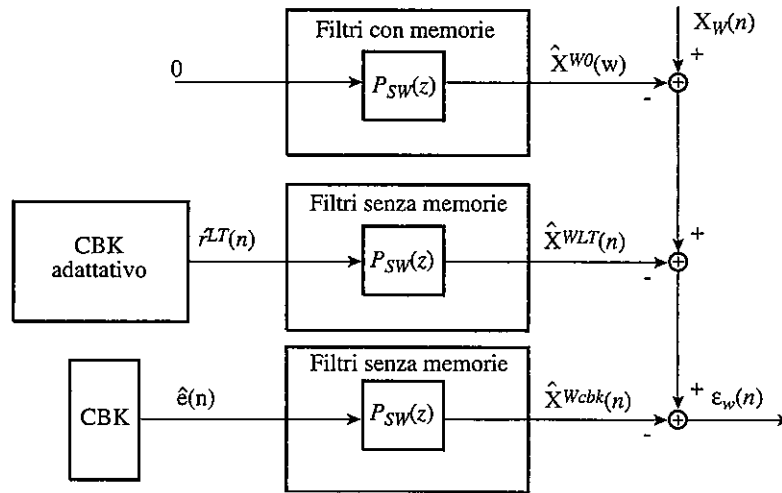 Filtri con memorie
X_W(n)
0
P_SW(z)
X̂^W0(w)
+
-
+
Filtri senza memorie
CBK
adattativo
r̂^LT(n)
P_SW(z)
X̂^WLT(n)
+
-
+
Filtri senza memorie
CBK
ê(n)
P_SW(z)
X̂^Wcbk(n)
+
-
+
ε_w(n)